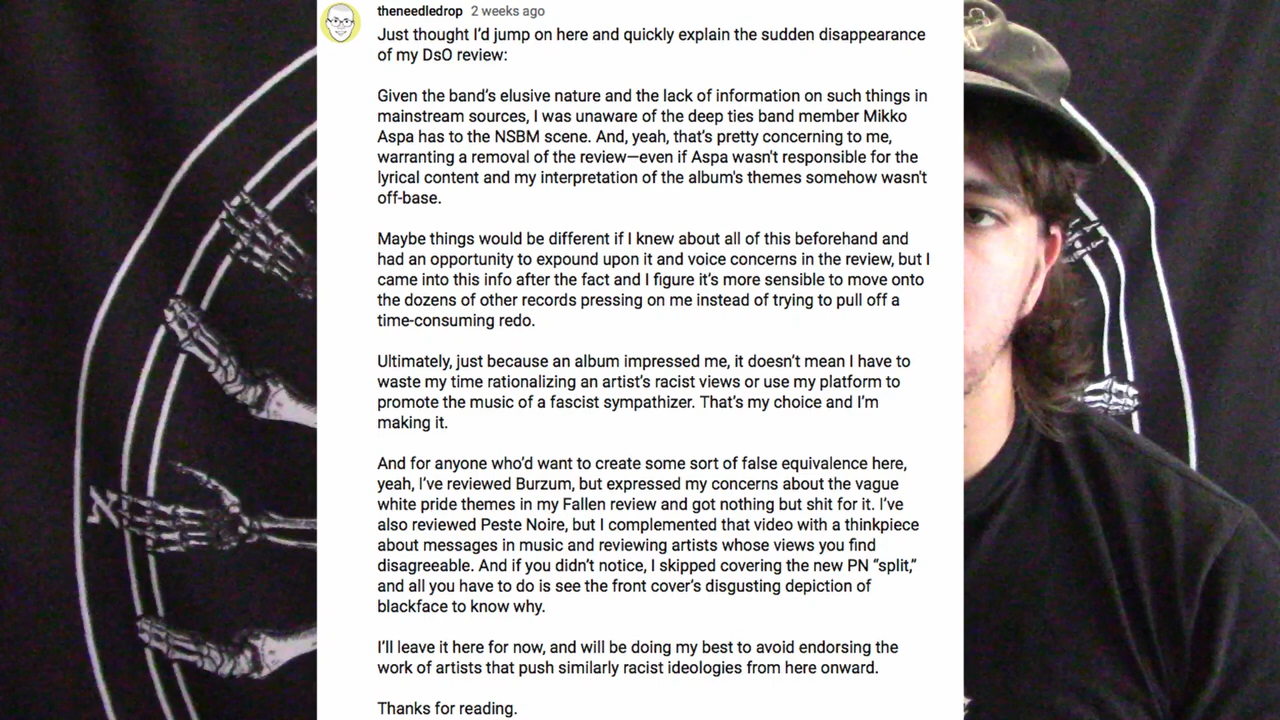 theneedledrop 2 weeks ago
Just thought I'd jump on here and quickly explain the sudden disappearance
of my DsO review:
Given the band's elusive nature and the lack of information on such things in
mainstream sources, I was unaware of the deep ties band member Mikko
Aspa has to the NSBM scene. And, yeah, that's pretty concerning to me,
warranting a removal of the review—even if Aspa wasn't responsible for the
lyrical content and my interpretation of the album's themes somehow wasn't
off-base.
Maybe things would be different if I knew about all of this beforehand and
had an opportunity to expound upon it and voice concerns in the review, but I
came into this info after the fact and I figure it's more sensible to move onto
the dozens of other records pressing on me instead of trying to pull off a
time-consuming redo.
Ultimately, just because an album impressed me, it doesn't mean I have to
waste my time rationalizing an artist's racist views or use my platform to
promote the music of a fascist sympathizer. That's my choice and I'm
making it.
And for anyone who'd want to create some sort of false equivalence here,
yeah, I've reviewed Burzum, but expressed my concerns about the vague
white pride themes in my Fallen review and got nothing but shit for it. I've
also reviewed Peste Noire, but I complemented that video with a thinkpiece
about messages in music and reviewing artists whose views you find
disagreeable. And if you didn't notice, I skipped covering the new PN “split,”
and all you have to do is see the front cover's disgusting depiction of
blackface to know why.
I'll leave it here for now, and will be doing my best to avoid endorsing the
work of artists that push similarly racist ideologies from here onward.
Thanks for reading.